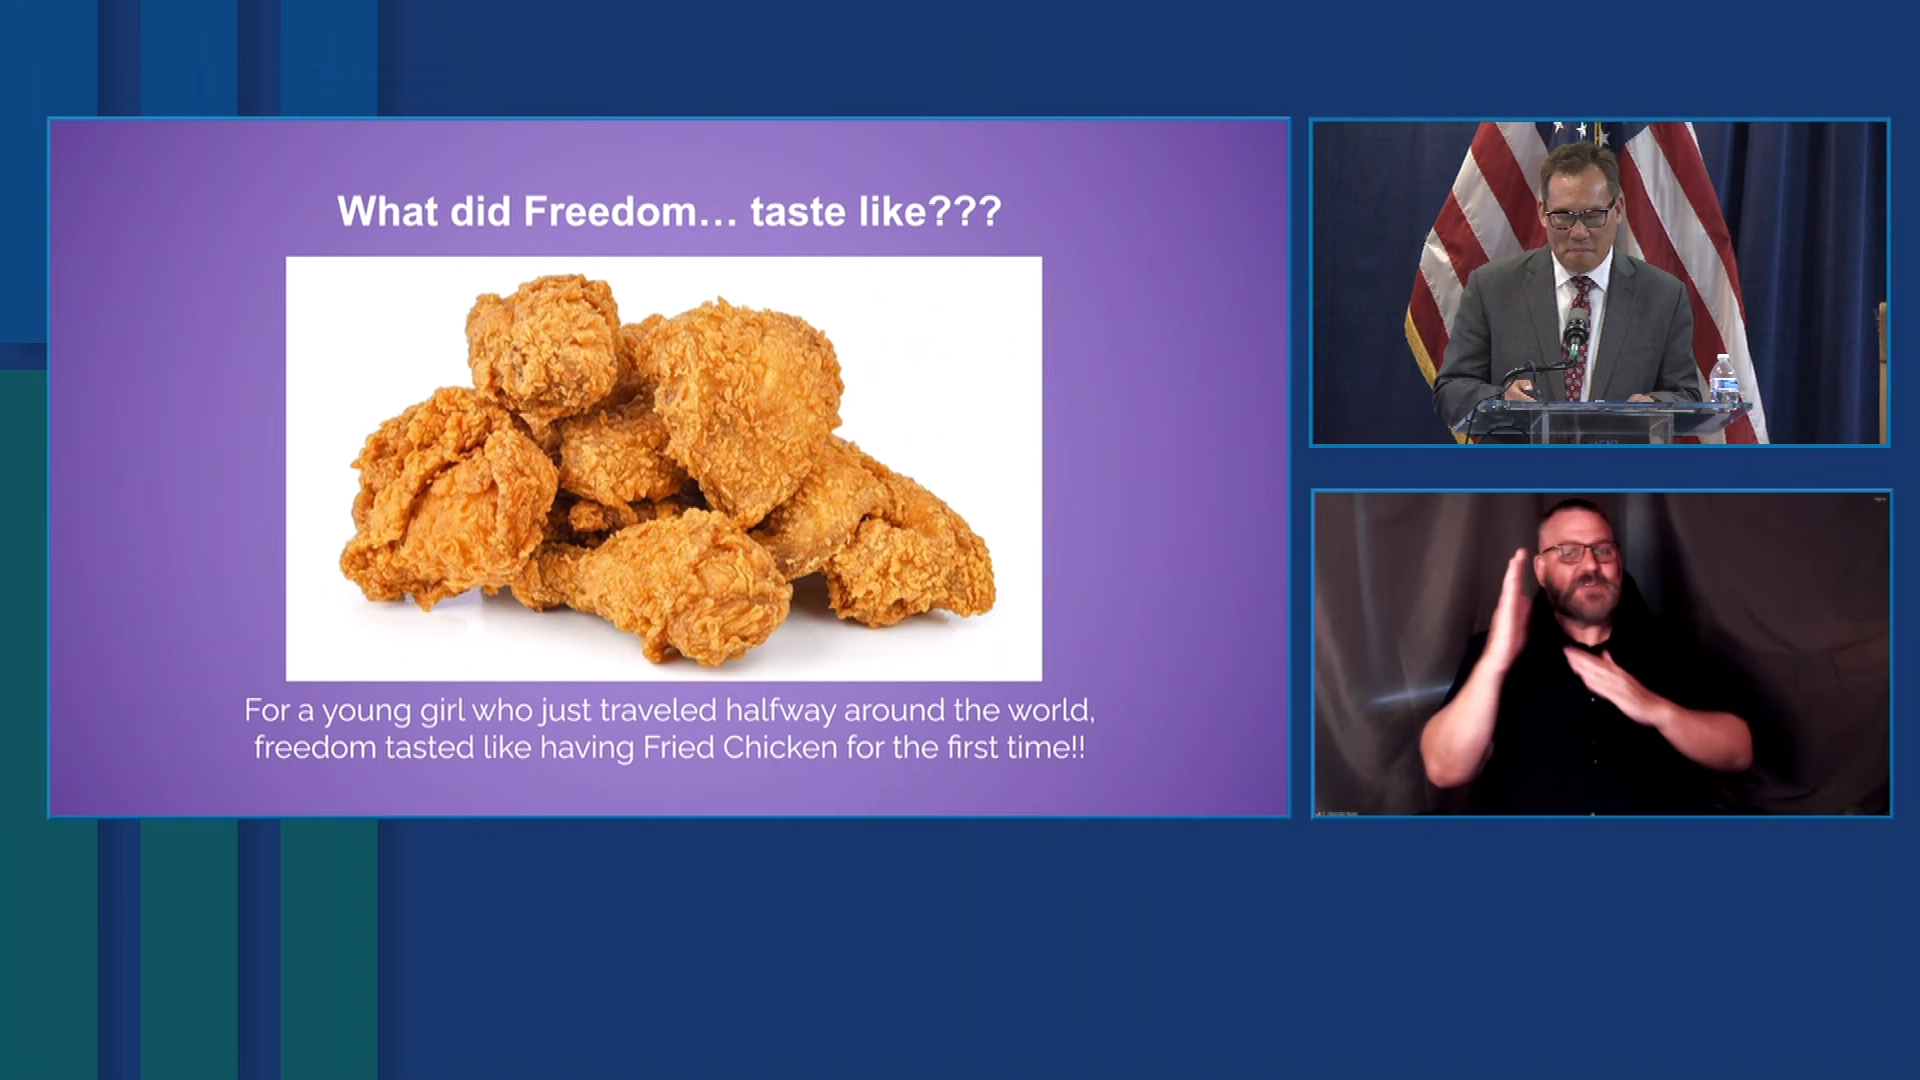 What did Freedom... taste like???
For a young girl who just traveled halfway around the world,
freedom tasted like having Fried Chicken for the first time!!